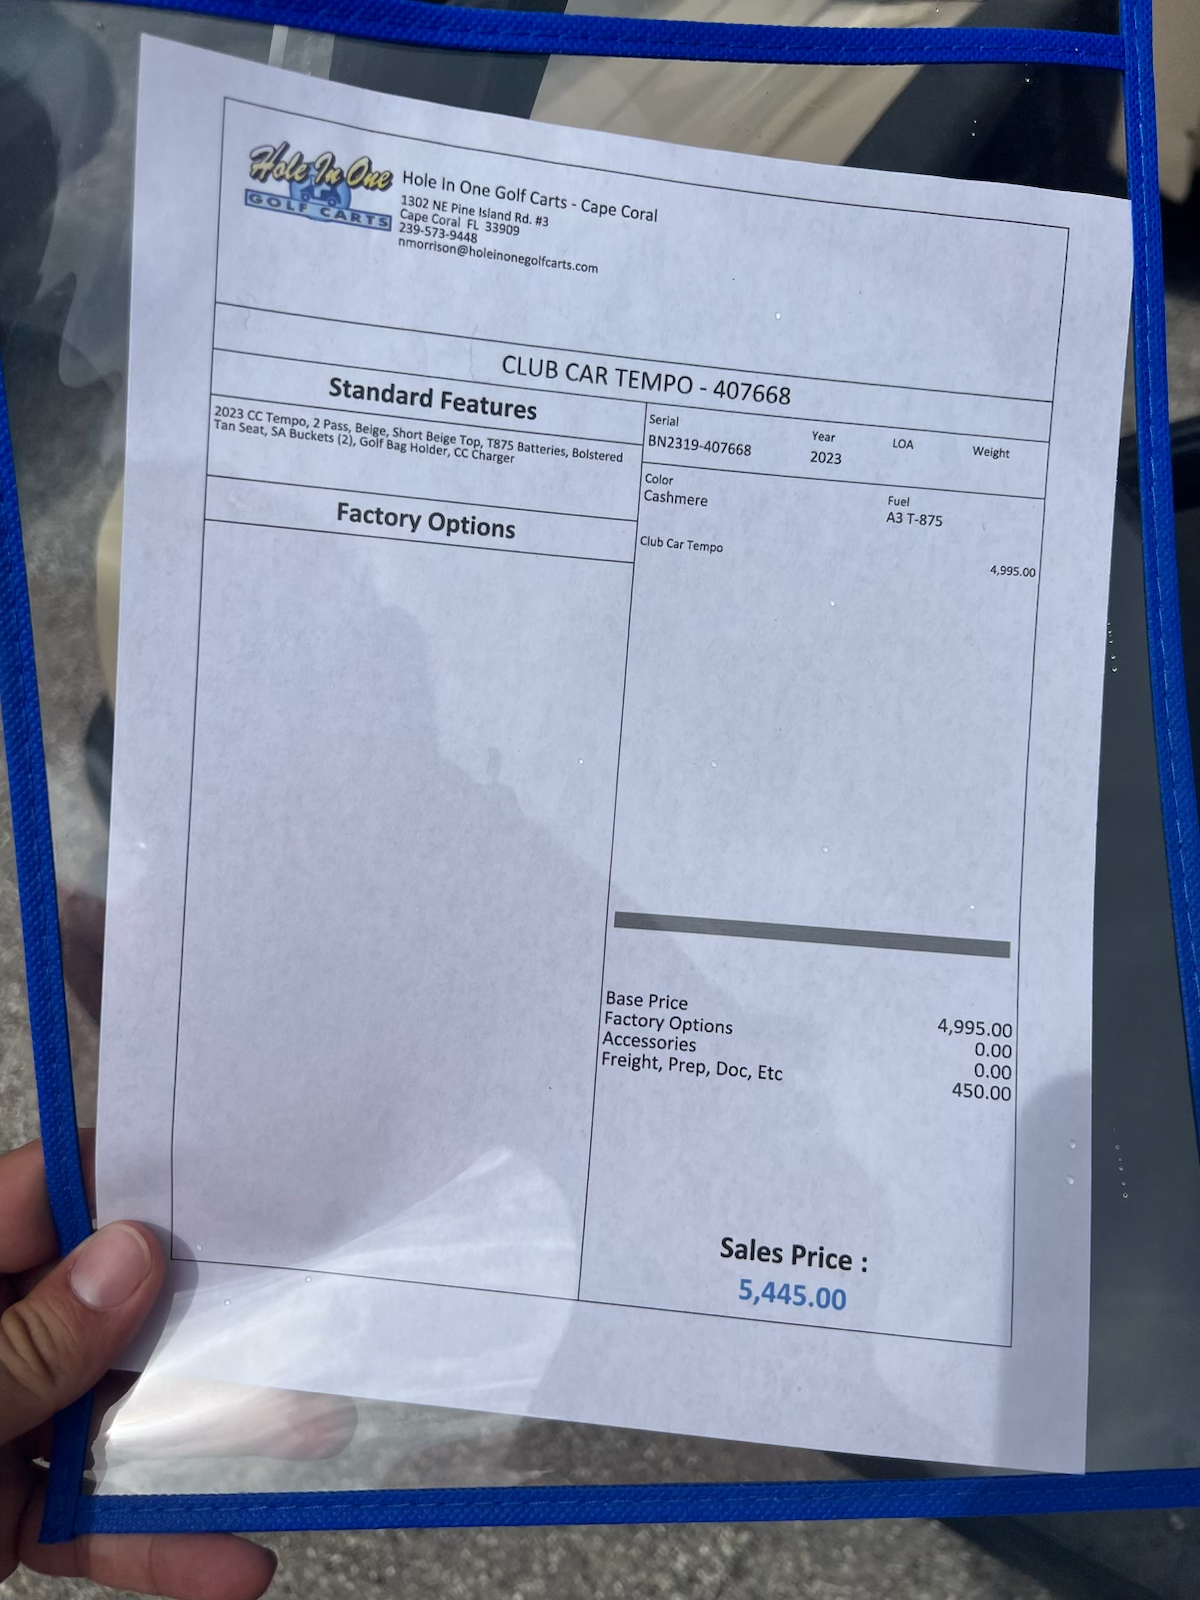 Hole In One
GOLF CARTS
Hole In One Golf Carts - Cape Coral
1302 NE Pine Island Rd. #3
Cape Coral FL 33909
239-573-9448
nmorrison@holeinonegolfcarts.com
CLUB CAR TEMPO - 407668
Standard Features
2023 CC Tempo, 2 Pass, Beige, Short Beige Top, T875 Batteries, Bolstered
Tan Seat, SA Buckets (2), Golf Bag Holder, CC Charger
Factory Options
Serial Year LOA Weight
BN2319-407668 2023
Color Fuel
Cashmere A3 T-875
Club Car Tempo
4,995.00
Base Price 4,995.00
Factory Options 0.00
Accessories 0.00
Freight, Prep, Doc, Etc 450.00
Sales Price :
5,445.00